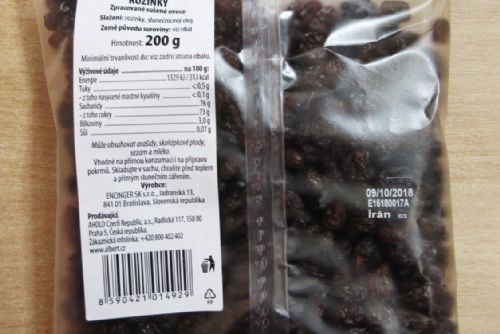 ROZINKY
Zpracované sušené ovoce
Složení: rozinky, slunečnicový olej.
Země původu suroviny: viz obal
Hmotnost: 200 g
Minimální trvanlivost do: viz zadní strana obalu.
Výživové údaje na 100 g:
Energie 1329 kJ / 313 kcal
Tuky < 0,5 g
- z toho nasycené mastné kyseliny < 0,1 g
Sacharidy 76 g
- z toho cukry 73 g
Bílkoviny 3,0 g
Sůl 0,07 g
Může obsahovat arašídy, skořápkové plody,
sezam a mléko.
Vhodné na přímou konzumaci i na přípravu
pokrmů. Skladujte v suchu, chraňte před teplem
a přímým slunečním zářením.
Výrobce:
ENCINGER SK s.r.o., Jadranská 13,
841 01 Bratislava, Slovenská republika.
Prodávající:
AHOLD Czech Republic, a.s., Radlická 117, 158 00
Praha 5, Česká republika.
Zákaznická infolinka. +420 800 402 402
www.albert.cz
8 590421 014929
PP
09/10/2018
E16180017A
Irán 03